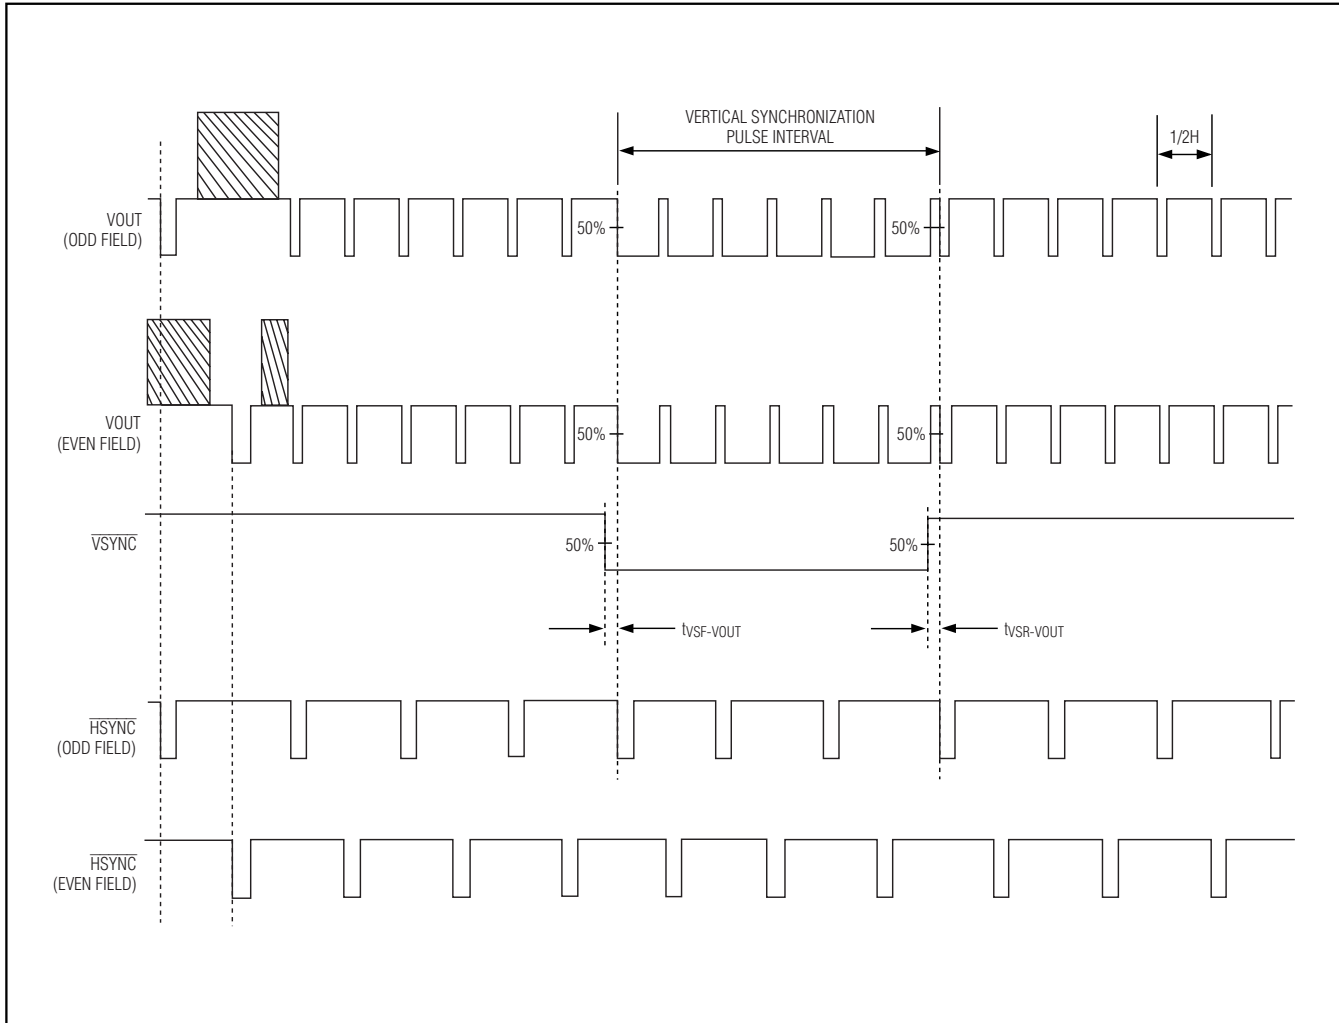 VERTICAL SYNCHRONIZATION
PULSE INTERVAL
1/2H
VOUT
(ODD FIELD)
50%
50%
VOUT
(EVEN FIELD)
50%
50%
VSYNC
50%
50%
tVSF-VOUT
tVSR-VOUT
HSYNC
(ODD FIELD)
HSYNC
(EVEN FIELD)